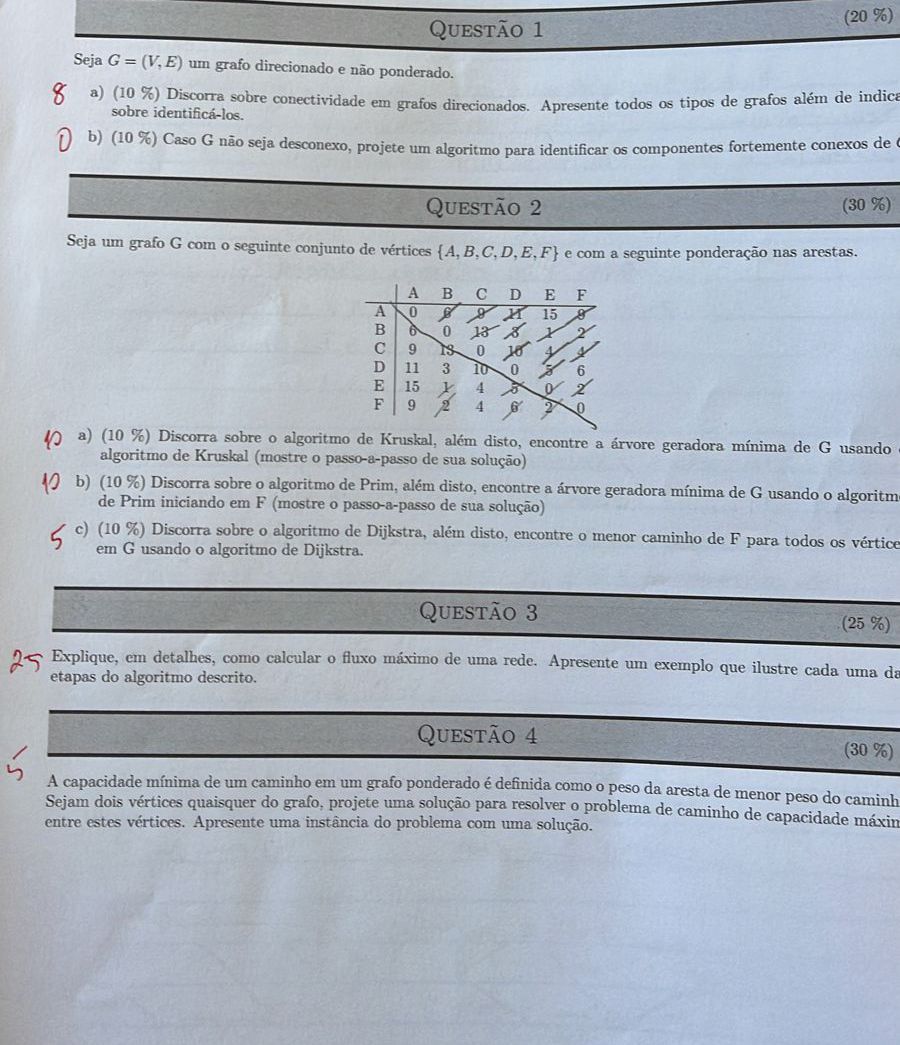 QUESTÃO 1 (20 %)
Seja G = (V, E) um grafo direcionado e não ponderado.
8 a) (10 %) Discorra sobre conectividade em grafos direcionados. Apresente todos os tipos de grafos além de indica
sobre identificá-los.
0 b) (10 %) Caso G não seja desconexo, projete um algoritmo para identificar os componentes fortemente conexos de
QUESTÃO 2 (30 %)
Seja um grafo G com o seguinte conjunto de vértices {A, B, C, D, E, F} e com a seguinte ponderação nas arestas.
A B C D E F
A 0 6 9 11 15 9
B 6 0 13 3 1 2
C 9 13 0 10 4 4
D 11 3 10 0 5 6
E 15 1 4 5 0 2
F 9 2 4 6 2 0
10 a) (10 %) Discorra sobre o algoritmo de Kruskal, além disto, encontre a árvore geradora mínima de G usando
algoritmo de Kruskal (mostre o passo-a-passo de sua solução)
10 b) (10 %) Discorra sobre o algoritmo de Prim, além disto, encontre a árvore geradora mínima de G usando o algoritm
de Prim iniciando em F (mostre o passo-a-passo de sua solução)
5 c) (10 %) Discorra sobre o algoritmo de Dijkstra, além disto, encontre o menor caminho de F para todos os vértice
em G usando o algoritmo de Dijkstra.
QUESTÃO 3 (25 %)
25 Explique, em detalhes, como calcular o fluxo máximo de uma rede. Apresente um exemplo que ilustre cada uma da
etapas do algoritmo descrito.
QUESTÃO 4 (30 %)
5
A capacidade mínima de um caminho em um grafo ponderado é definida como o peso da aresta de menor peso do caminh
Sejam dois vértices quaisquer do grafo, projete uma solução para resolver o problema de caminho de capacidade máxim
entre estes vértices. Apresente uma instância do problema com uma solução.